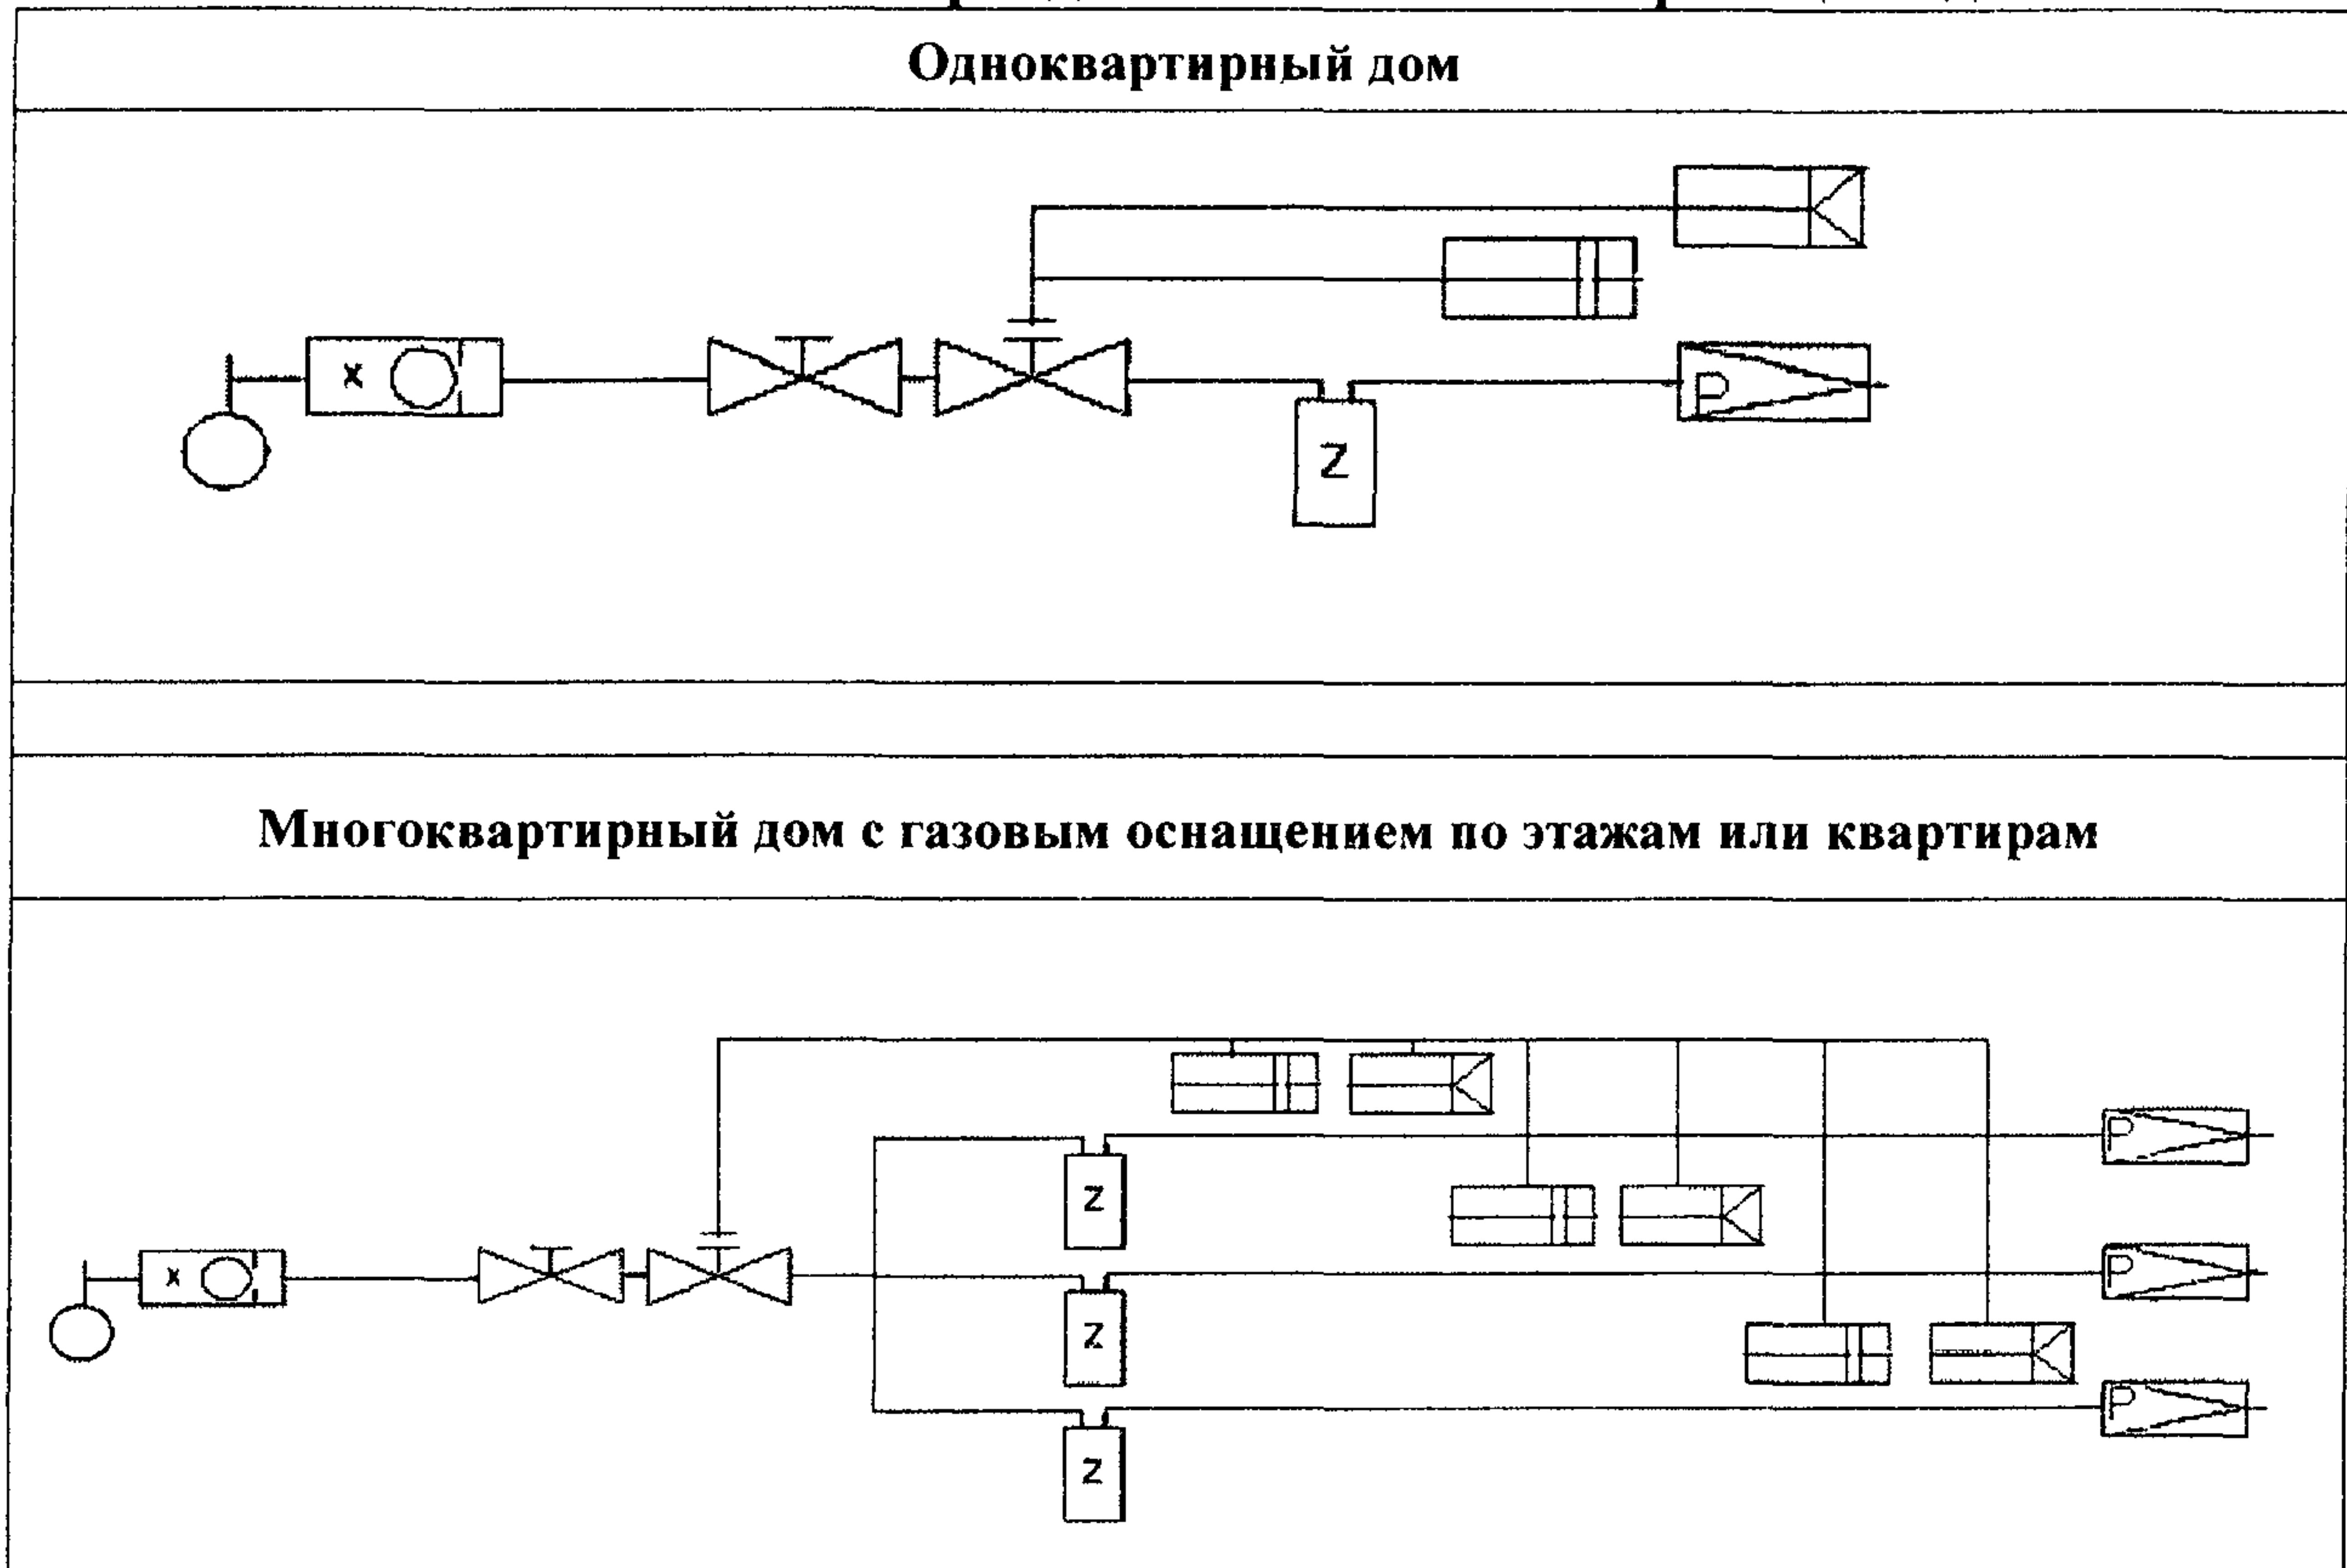 Одноквартирный дом
x
P
Z
Многоквартирный дом с газовым оснащением по этажам или квартирам
P
Z
P
x
Z
P
Z